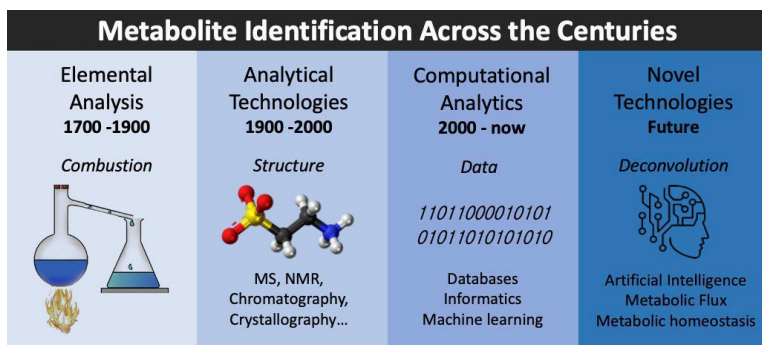 Metabolite Identification Across the Centuries
Elemental
Analysis
1700 -1900
Combustion
Analytical
Technologies
1900 -2000
Structure
MS, NMR,
Chromatography,
Crystallography...
Computational
Analytics
2000 - now
Data
11011000010101
01011010101010
Databases
Informatics
Machine learning
Novel
Technologies
Future
Deconvolution
Artificial Intelligence
Metabolic Flux
Metabolic homeostasis